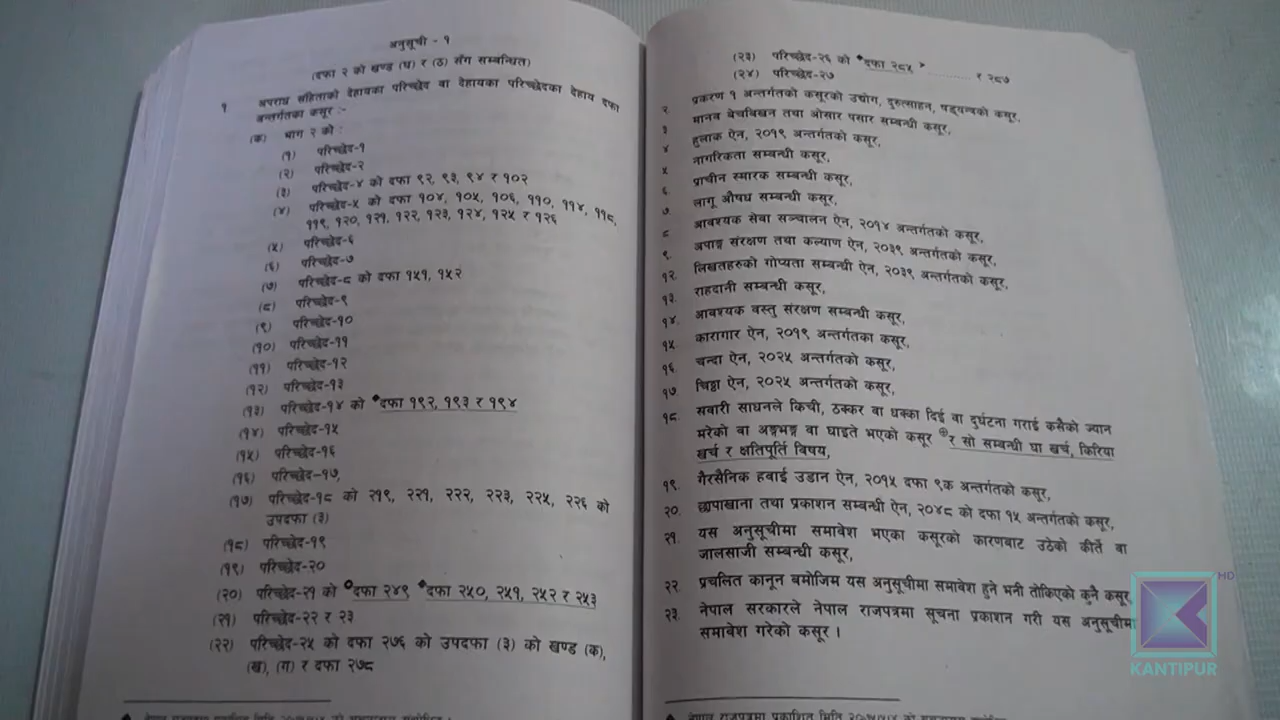 अनुसूची - १
(दफा २ को खण्ड (घ) र (ठ) सँग सम्बन्धित)
१ अपराध संहिताको देहायका परिच्छेद वा देहायका परिच्छेदका देहाय दफा
अन्तर्गतका कसूर :-
(क) भाग २ को :
(१) परिच्छेद-१
(२) परिच्छेद-२
(३) परिच्छेद-४ को दफा ९२, ९३, ९४ र १०२
(४) परिच्छेद-५ को दफा १०४, १०५, १०६, ११०, ११४, ११८,
११९, १२०, १२१, १२२, १२३, १२४, १२५ र १२६
(५) परिच्छेद-६
(६) परिच्छेद-७
(७) परिच्छेद-८ को दफा १५१, १५२
(८) परिच्छेद-९
(९) परिच्छेद-१०
(१०) परिच्छेद-११
(११) परिच्छेद-१२
(१२) परिच्छेद-१३
(१३) परिच्छेद-१४ को ◆दफा १९२, १९३ र १९४
(१४) परिच्छेद-१५
(१५) परिच्छेद-१६
(१६) परिच्छेद-१७,
(१७) परिच्छेद-१८ को २१९, २२१, २२२, २२३, २२५, २२६ को
उपदफा (३)
(१८) परिच्छेद-१९
(१९) परिच्छेद-२०
(२०) परिच्छेद-२१ को दफा २४९ ◆दफा २५०, २५१, २५२ र २५३
(२१) परिच्छेद-२२ र २३
(२२) परिच्छेद-२५ को दफा २७६ को उपदफा (३) को खण्ड (क),
(ख), (ग) र दफा २७८
(२३) परिच्छेद-२६ को ◆दफा २८५ ........... र २८७
(२४) परिच्छेद-२७
२ प्रकरण १ अन्तर्गतको कसूरको उद्योग, दुरुत्साहन, षड्यन्त्रको कसूर,
३ मानव बेचबिखन तथा ओसार पसार सम्बन्धी कसूर,
४ हुलाक ऐन, २०१९ अन्तर्गतको कसूर,
५ नागरिकता सम्बन्धी कसूर,
६ प्राचीन स्मारक सम्बन्धी कसूर,
७ लागू औषध सम्बन्धी कसूर,
८ आवश्यक सेवा सञ्चालन ऐन, २०१४ अन्तर्गतको कसूर,
९ अपाङ्ग संरक्षण तथा कल्याण ऐन, २०३९ अन्तर्गतको कसूर,
१२. लिखतहरुको गोप्यता सम्बन्धी ऐन, २०३९ अन्तर्गतको कसूर,
१३. राहदानी सम्बन्धी कसूर,
१४. आवश्यक वस्तु संरक्षण सम्बन्धी कसूर,
१५. कारागार ऐन, २०१९ अन्तर्गतका कसूर,
१६. चन्दा ऐन, २०२५ अन्तर्गतको कसूर,
१७. चिठ्ठा ऐन, २०२५ अन्तर्गतको कसूर,
१८. सवारी साधनले किची, ठक्कर वा धक्का दिई वा दुर्घटना गराई कसैको ज्यान
मरेको वा अङ्गभङ्ग वा घाइते भएको कसूर ⊕र सो सम्बन्धी घा खर्च, किरिया
खर्च र क्षतिपूर्ति विषय,
१९. गैरसैनिक हवाई उडान ऐन, २०१५ दफा ९क अन्तर्गतको कसूर,
२०. छापाखाना तथा प्रकाशन सम्बन्धी ऐन, २०४८ को दफा १५ अन्तर्गतको कसूर,
२१. यस अनुसूचीमा समावेश भएका कसूरको कारणबाट उठेको कीर्ते वा
जालसाजी सम्बन्धी कसूर,
२२. प्रचलित कानून बमोजिम यस अनुसूचीमा समावेश हुने भनी तोकिएको कुनै कसूर,
२३. नेपाल सरकारले नेपाल राजपत्रमा सूचना प्रकाशन गरी यस अनुसूचीमा
समावेश गरेको कसूर ।
HD
KANTIPUR